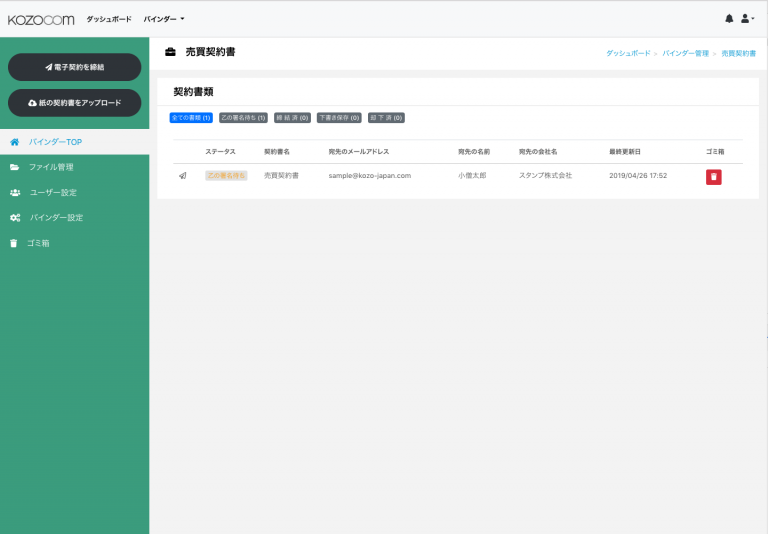 KOZOCOM ダッシュボード バインダー
売買契約書
ダッシュボード > バインダー管理 > 売買契約書
電子契約を締結
紙の契約書をアップロード
バインダーTOP
ファイル管理
ユーザー設定
バインダー設定
ゴミ箱
契約書類
全ての書類 (1) 乙の署名待ち (1) 締 結 済 (0) 下書き保存 (0) 却 下 済 (0)
ステータス 契約書名 宛先のメールアドレス 宛先の名前 宛先の会社名 最終更新日 ゴミ箱
乙の署名待ち 売買契約書 sample@kozo-japan.com 小僧太郎 スタンプ株式会社 2019/04/26 17:52